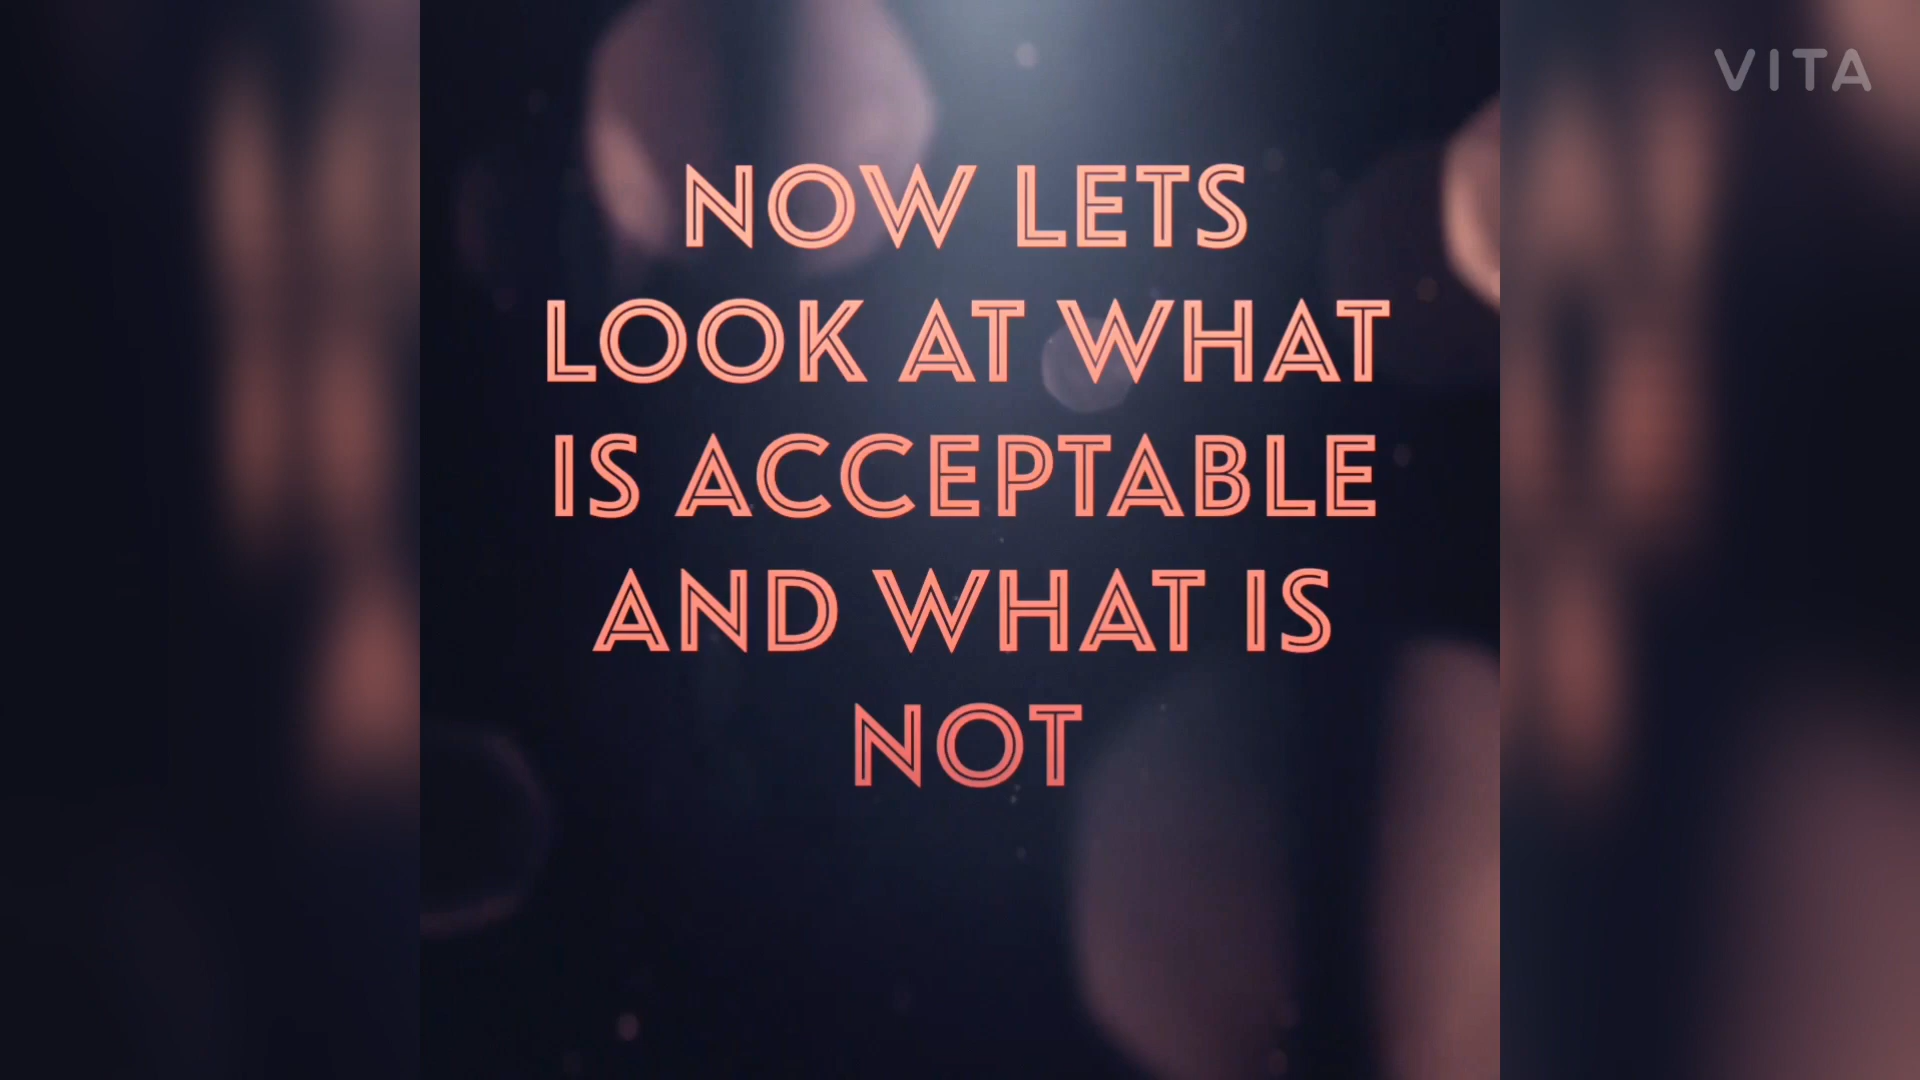 VITA
NOW LETS
LOOK AT WHAT
IS ACCEPTABLE
AND WHAT IS
NOT